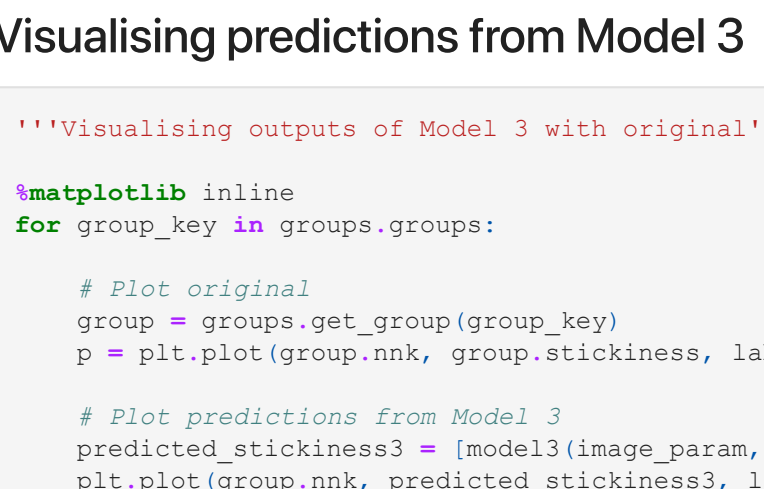 Visualising predictions from Model 3
'''Visualising outputs of Model 3 with original'
%matplotlib inline
for group_key in groups.groups:
# Plot original
group = groups.get_group(group_key)
p = plt.plot(group.nnk, group.stickiness, la
# Plot predictions from Model 3
predicted_stickiness3 = [model3(image_param,
plt.plot(group.nnk, predicted_stickiness3, l